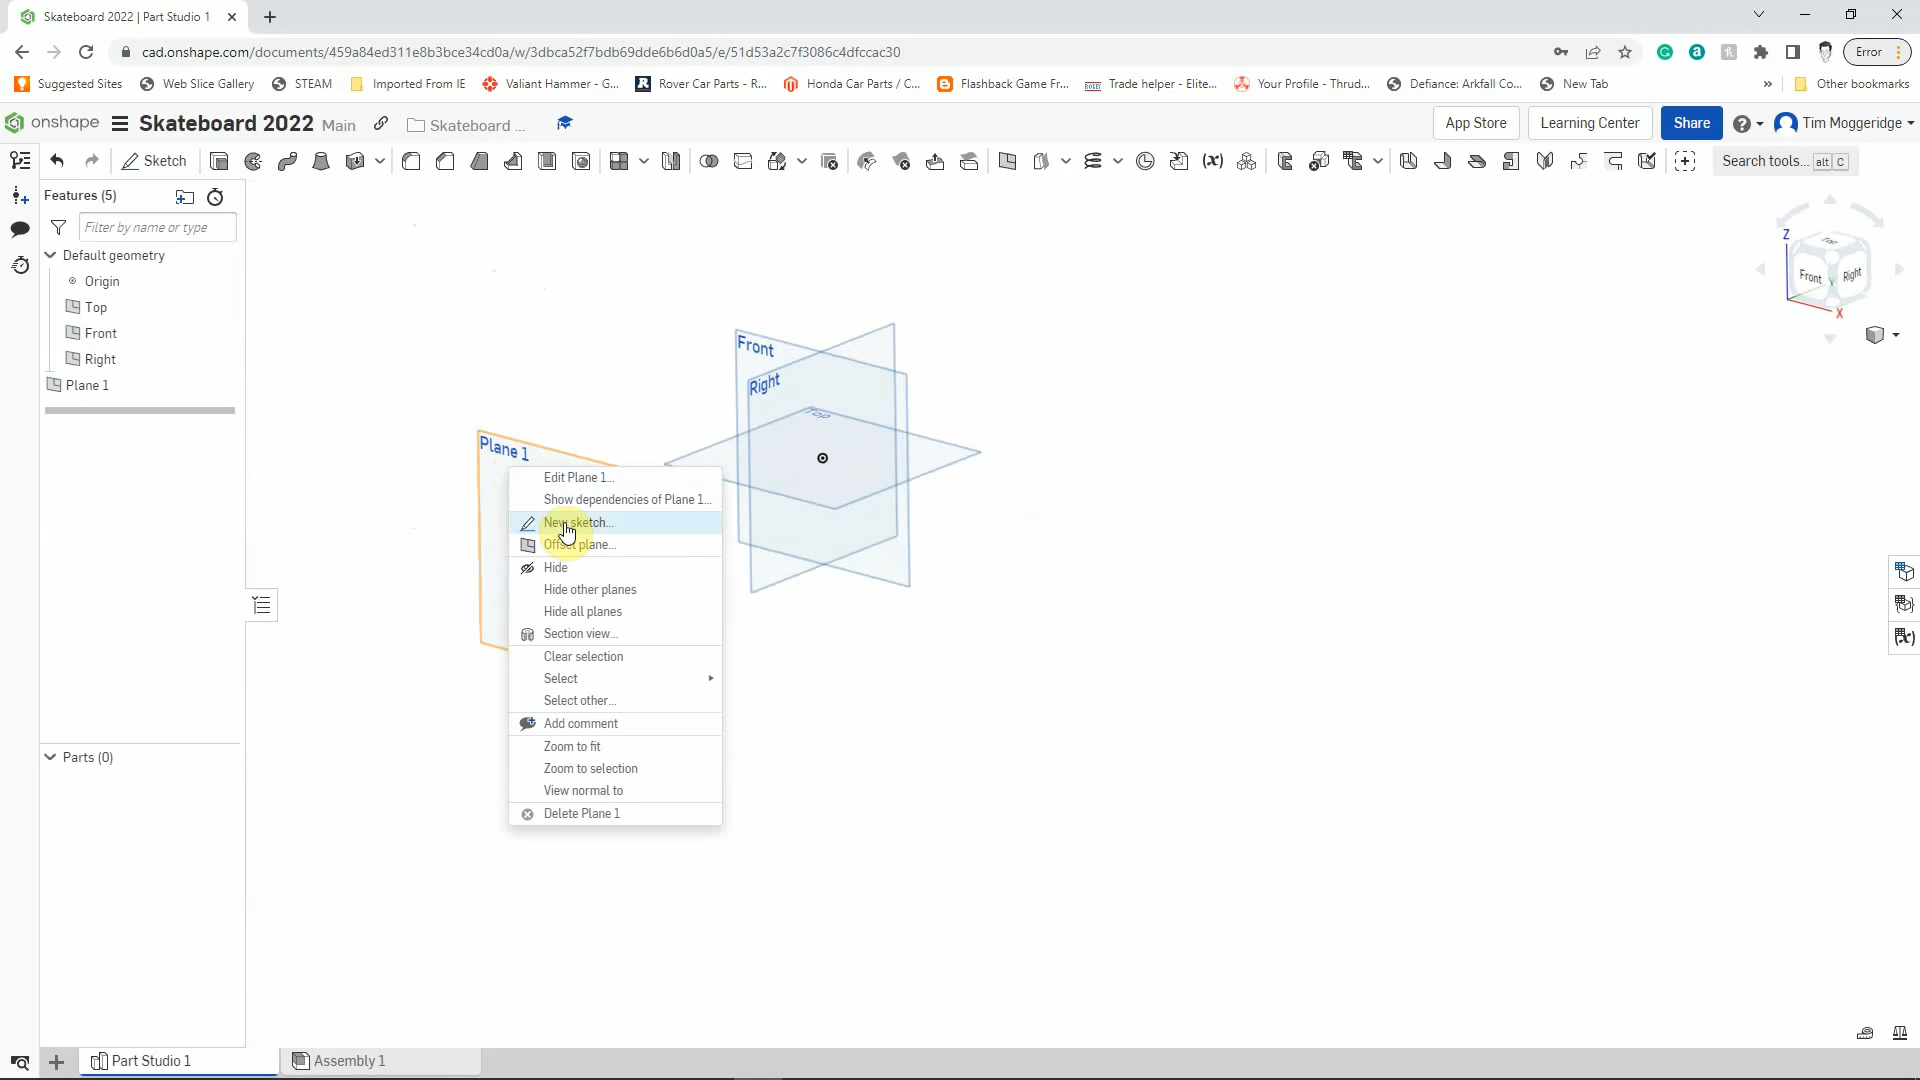 Skateboard 2022 | Part Studio 1
cad.onshape.com/documents/459a84ed311e8b3bce34cd0a/w/3dbca52f7bdb69dde6b6d0a5/e/51d53a2c7f3086c4dfccac30
Error
Suggested Sites
Web Slice Gallery
STEAM
Imported From IE
Valiant Hammer - G...
Rover Car Parts - R...
Honda Car Parts / C...
Flashback Game Fr...
Trade helper - Elite...
Your Profile - Thrud...
Defiance: Arkfall Co...
New Tab
»
Other bookmarks
onshape
Skateboard 2022 Main
Skateboard ...
App Store
Learning Center
Share
Tim Moggeridge
Sketch
Search tools... alt C
Features (5)
Filter by name or type
Default geometry
Origin
Top
Front
Right
Plane 1
Parts (0)
Front
Right
Top
Plane 1
Edit Plane 1...
Show dependencies of Plane 1...
New sketch...
Offset plane...
Hide
Hide other planes
Hide all planes
Section view...
Clear selection
Select
Select other...
Add comment
Zoom to fit
Zoom to selection
View normal to
Delete Plane 1
Top
Z
Front
Right
Y
X
Part Studio 1
Assembly 1